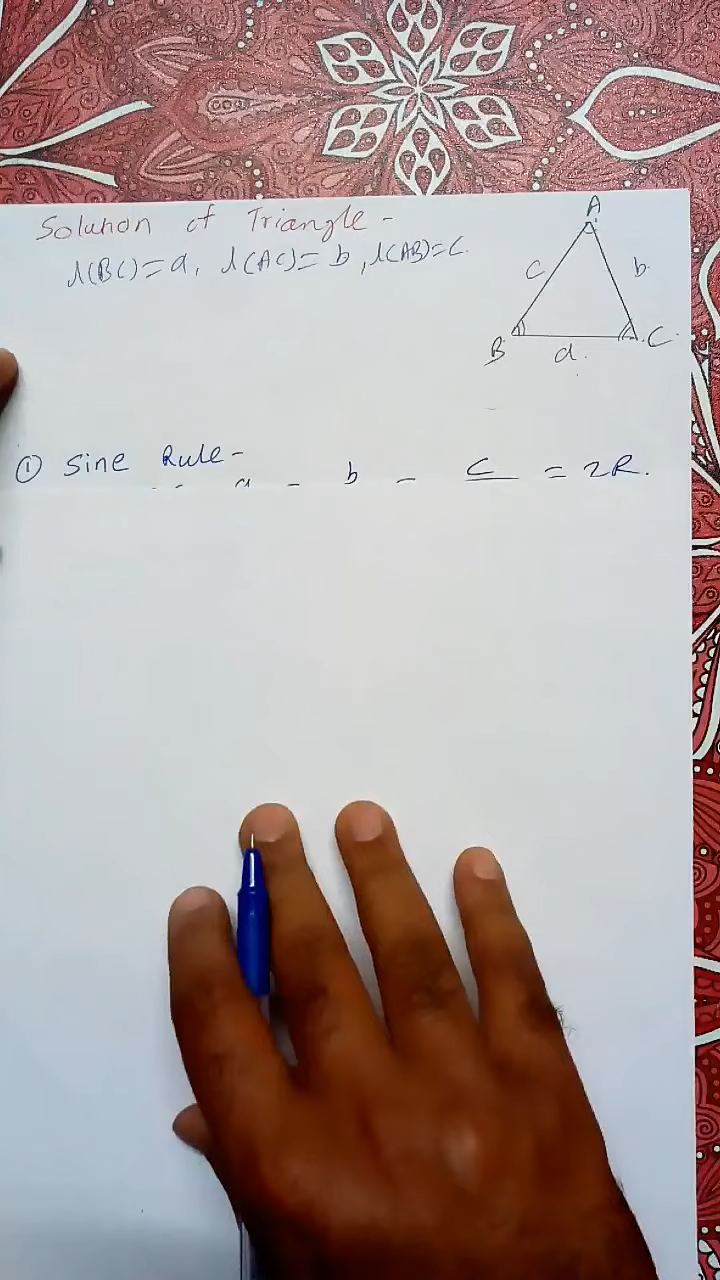 Solution of Triangle -
l(BC)=a, l(AC)= b, l(AB)=c.
A
c b
B a. C.
① Sine Rule -
a - b - c = 2R.